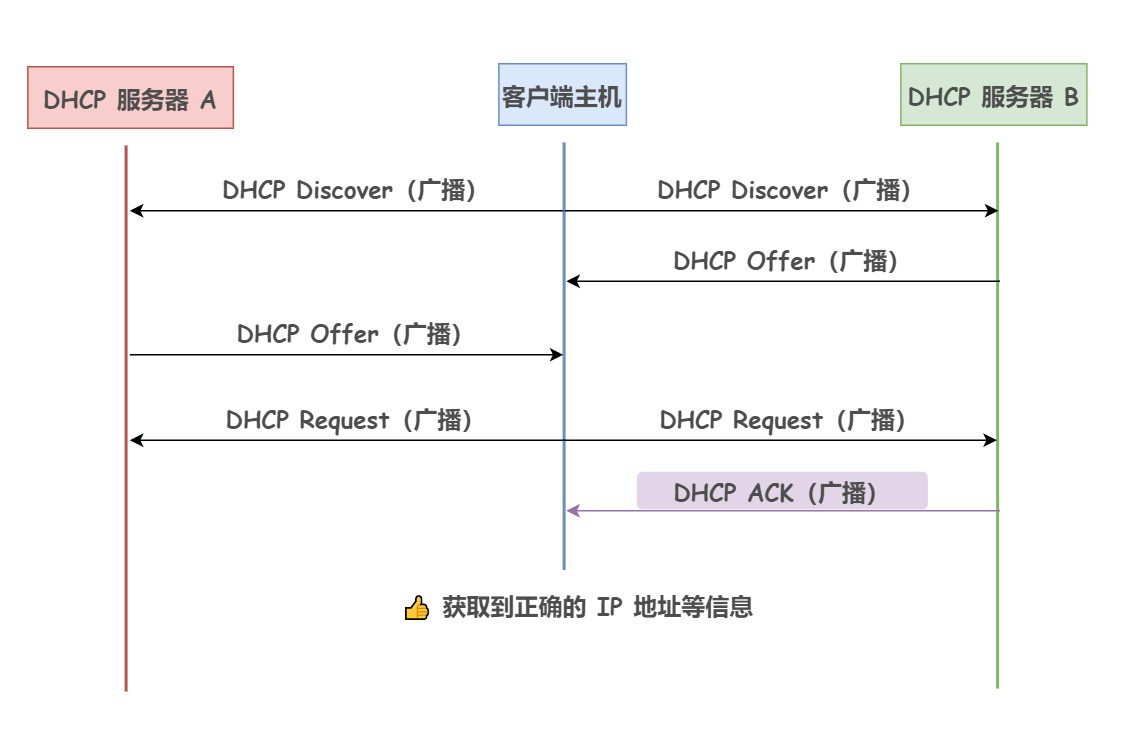 DHCP 服务器 A
客户端主机
DHCP 服务器 B
DHCP Discover（广播）
DHCP Discover（广播）
DHCP Offer（广播）
DHCP Offer（广播）
DHCP Request（广播）
DHCP Request（广播）
DHCP ACK（广播）
👍 获取到正确的 IP 地址等信息